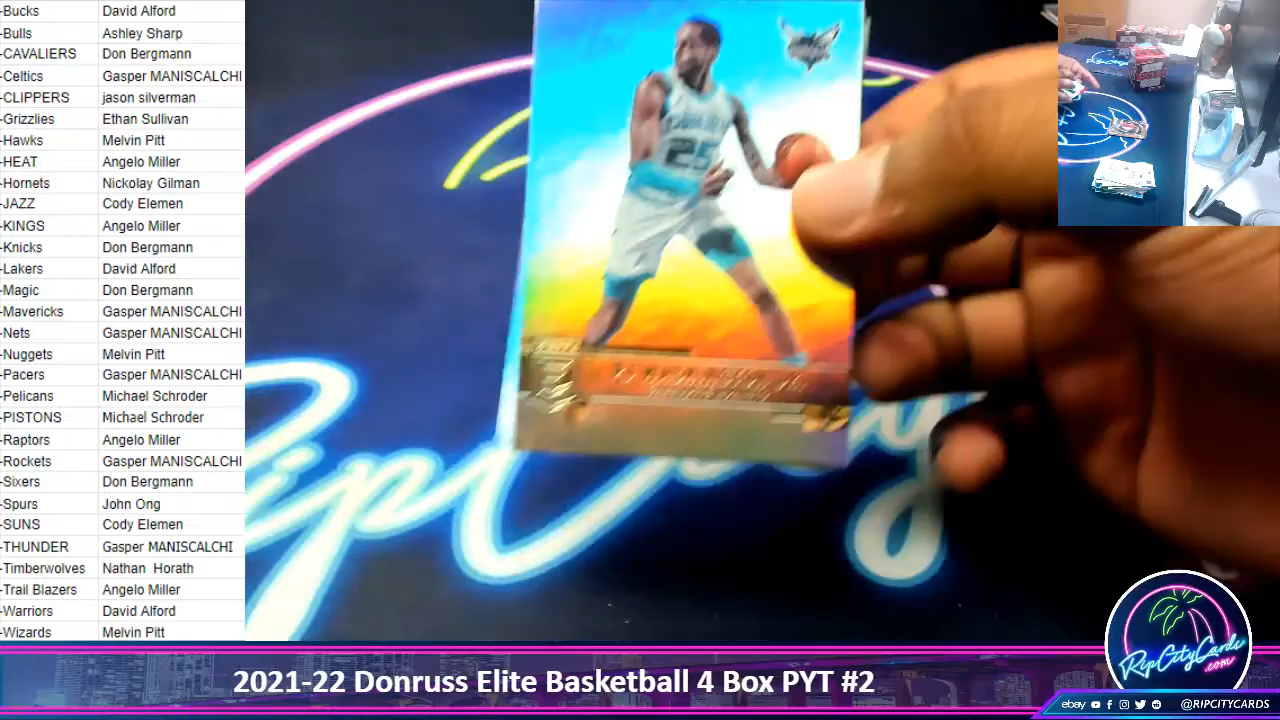 -Bucks David Alford
-Bulls Ashley Sharp
-CAVALIERS Don Bergmann
-Celtics Gasper MANISCALCHI
-CLIPPERS jason silverman
-Grizzlies Ethan Sullivan
-Hawks Melvin Pitt
-HEAT Angelo Miller
-Hornets Nickolay Gilman
-JAZZ Cody Elemen
-KINGS Angelo Miller
-Knicks Don Bergmann
-Lakers David Alford
-Magic Don Bergmann
-Mavericks Gasper MANISCALCHI
-Nets Gasper MANISCALCHI
-Nuggets Melvin Pitt
-Pacers Gasper MANISCALCHI
-Pelicans Michael Schroder
-PISTONS Michael Schroder
-Raptors Angelo Miller
-Rockets Gasper MANISCALCHI
-Sixers Don Bergmann
-Spurs John Ong
-SUNS Cody Elemen
-THUNDER Gasper MANISCALCHI
-Timberwolves Nathan Horath
-Trail Blazers Angelo Miller
-Warriors David Alford
-Wizards Melvin Pitt
25
RipCity
2021-22 Donruss Elite Basketball 4 Box PYT #2
RipCityCards
.com
ebay @RIPCITYCARDS